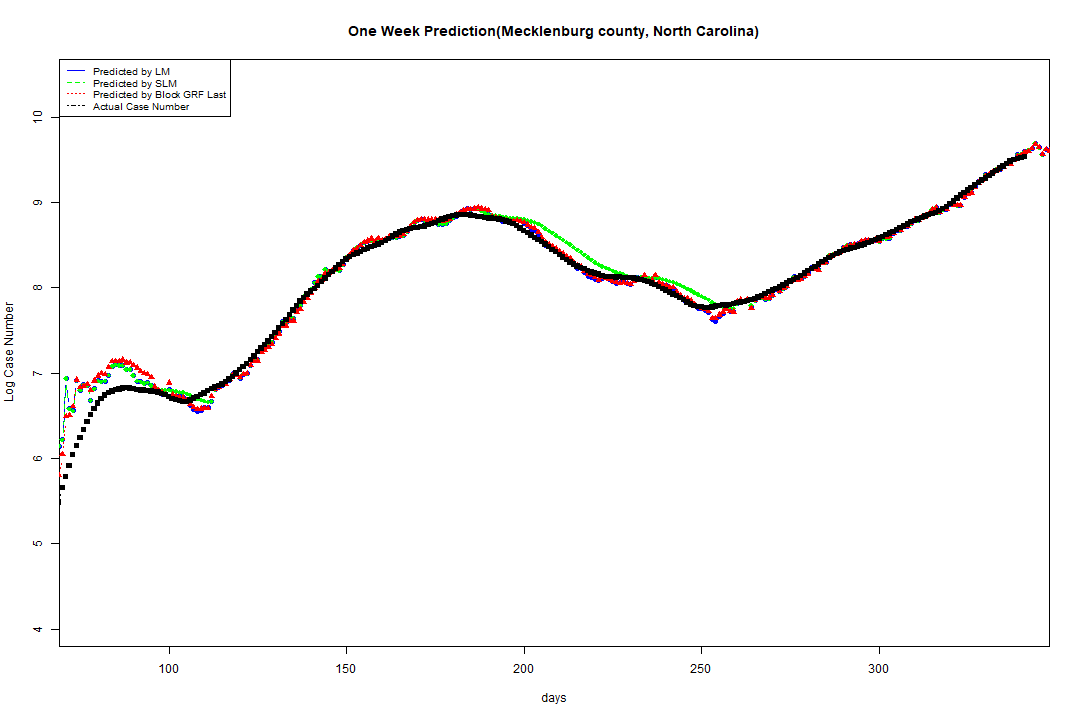 One Week Prediction(Mecklenburg county, North Carolina)
Predicted by LM
Predicted by SLM
Predicted by Block GRF Last
Actual Case Number
10
9
8
7
6
5
4
Log Case Number
100 150 200 250 300
days